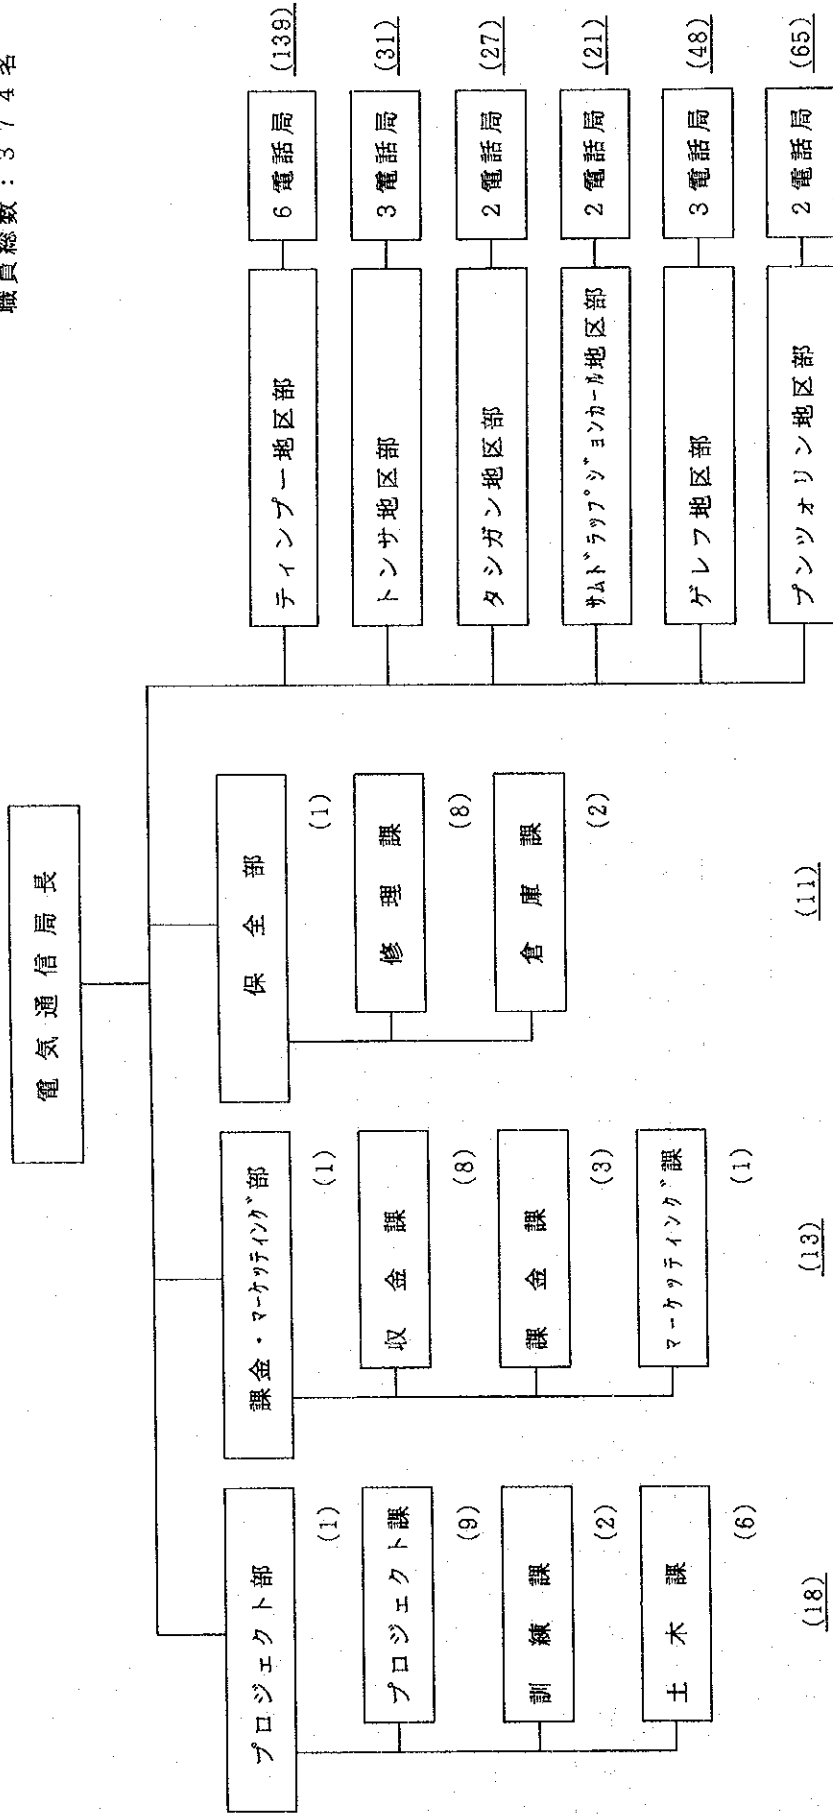 職員総数：３７４名
電気通信局長
プロジェクト部
(1)
プロジェクト課
(9)
訓練課
(2)
土木課
(6)
(18)
課金・マーケッティング部
(1)
収金課
(8)
課金課
(3)
マーケッティング課
(1)
(13)
保全部
(1)
修理課
(8)
倉庫課
(2)
(11)
ティンプー地区部 6電話局 (139)
トンサ地区部 3電話局 (31)
タシガン地区部 2電話局 (27)
サムドラップジョンカール地区部 2電話局 (21)
ゲレフ地区部 3電話局 (48)
プンツォリン地区部 2電話局 (65)